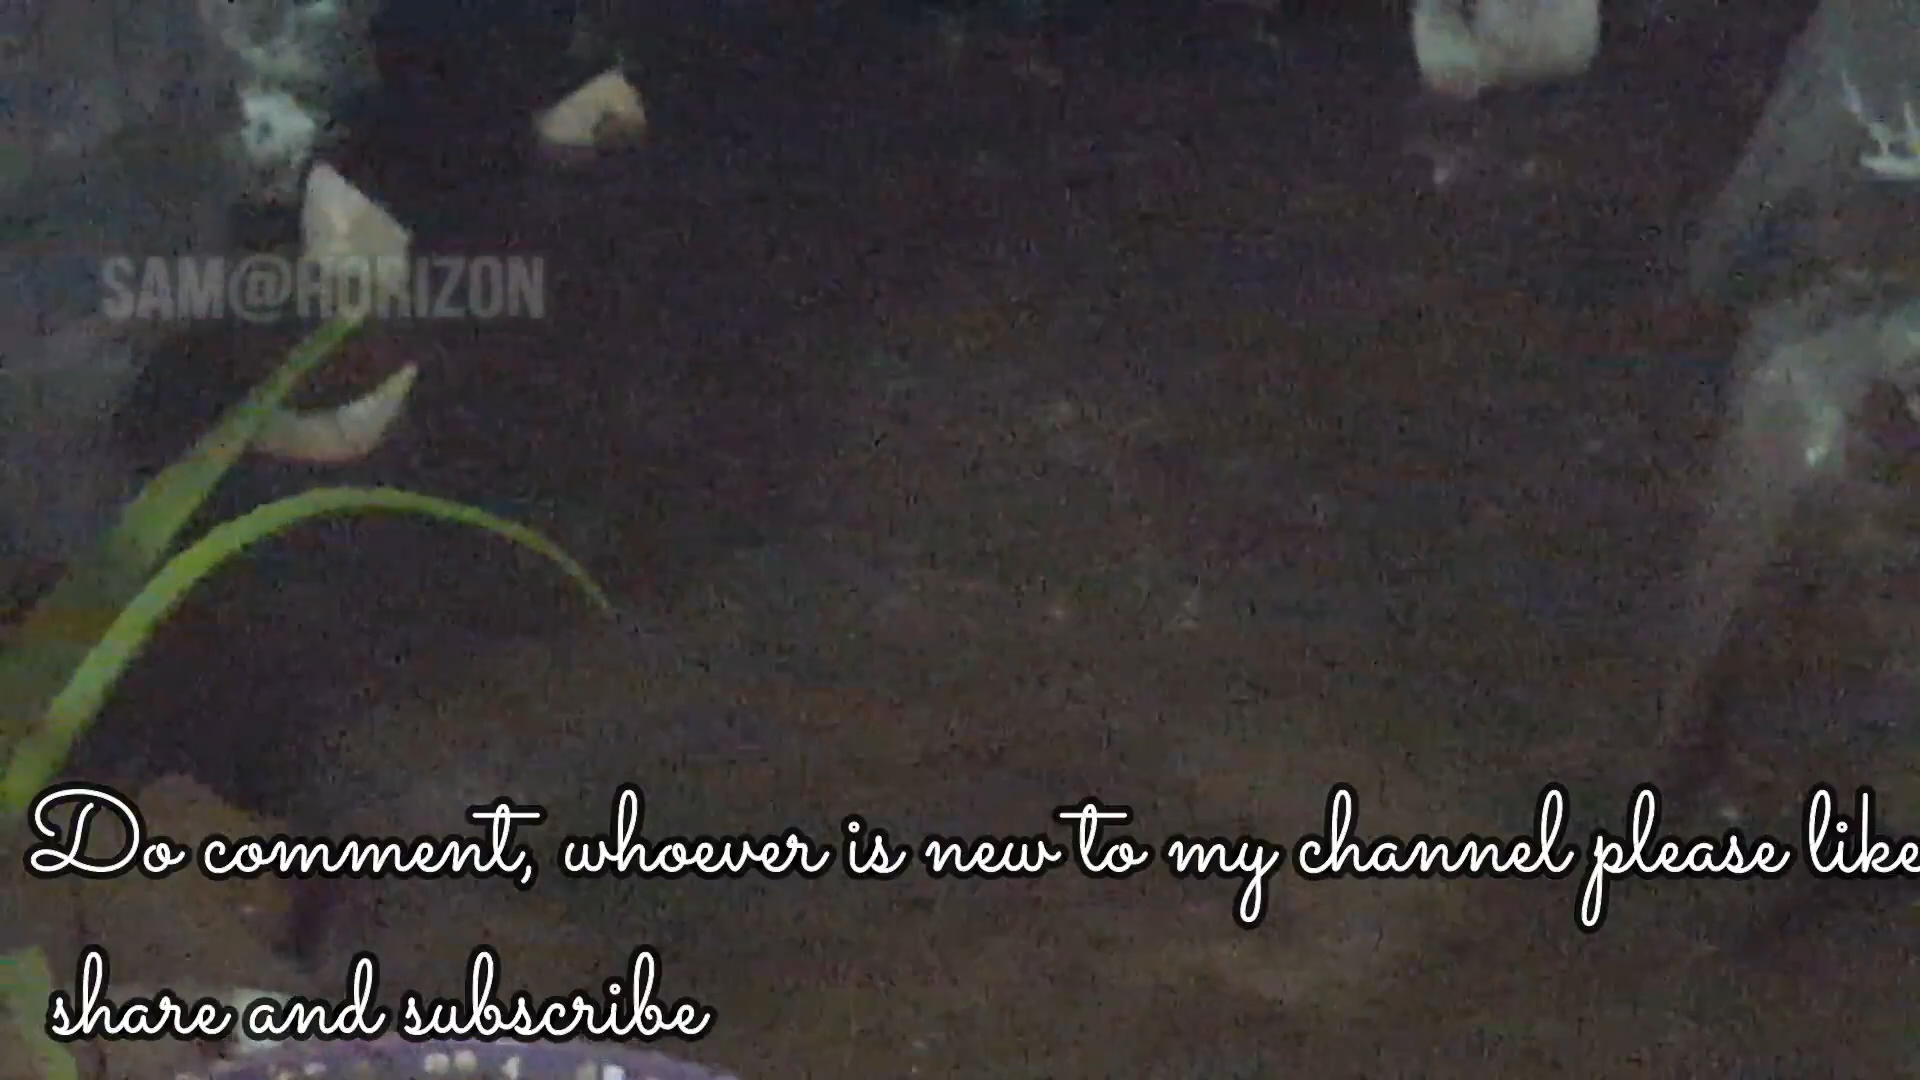 SAM@HORIZON
Do comment, whoever is new to my channel please like
share and subscribe